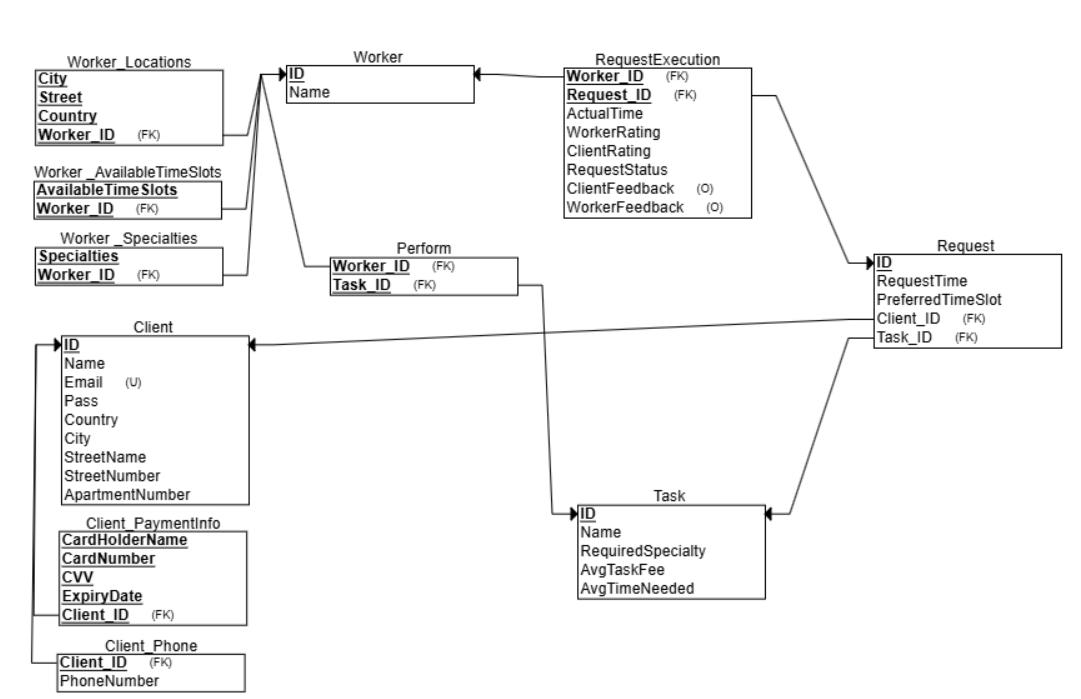 Worker_Locations
City
Street
Country
Worker_ID (FK)
Worker _AvailableTimeSlots
AvailableTimeSlots
Worker_ID (FK)
Worker _Specialties
Specialties
Worker_ID (FK)
Worker
ID
Name
RequestExecution
Worker_ID (FK)
Request_ID (FK)
ActualTime
WorkerRating
ClientRating
RequestStatus
ClientFeedback (O)
WorkerFeedback (O)
Perform
Worker_ID (FK)
Task_ID (FK)
Request
ID
RequestTime
PreferredTimeSlot
Client_ID (FK)
Task_ID (FK)
Client
ID
Name
Email (U)
Pass
Country
City
StreetName
StreetNumber
ApartmentNumber
Client_PaymentInfo
CardHolderName
CardNumber
CVV
ExpiryDate
Client_ID (FK)
Client_Phone
Client_ID (FK)
PhoneNumber
Task
ID
Name
RequiredSpecialty
AvgTaskFee
AvgTimeNeeded